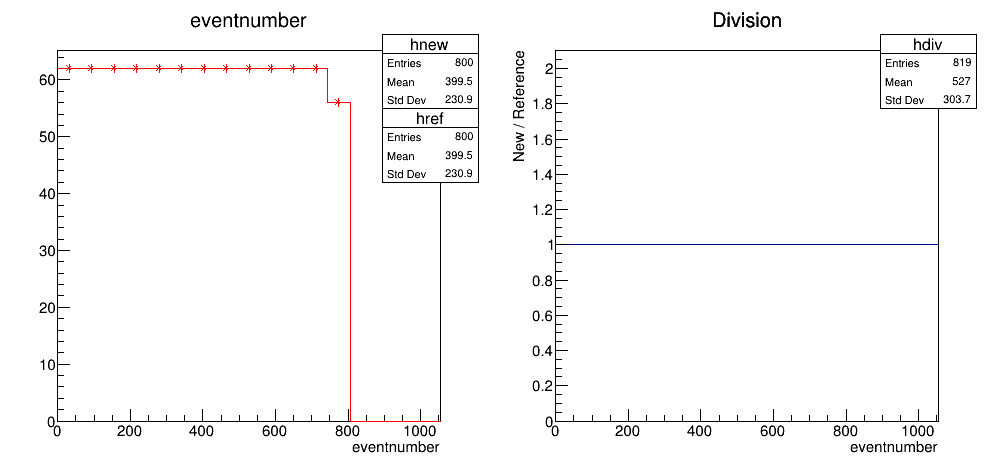 eventnumber
hnew
Entries 800
Mean 399.5
Std Dev 230.9
href
Entries 800
Mean 399.5
Std Dev 230.9
60
50
40
30
20
10
0
0 200 400 600 800 1000
eventnumber
Division
hdiv
Entries 819
Mean 527
Std Dev 303.7
New / Reference
2
1.8
1.6
1.4
1.2
1
0.8
0.6
0.4
0.2
0
0 200 400 600 800 1000
eventnumber